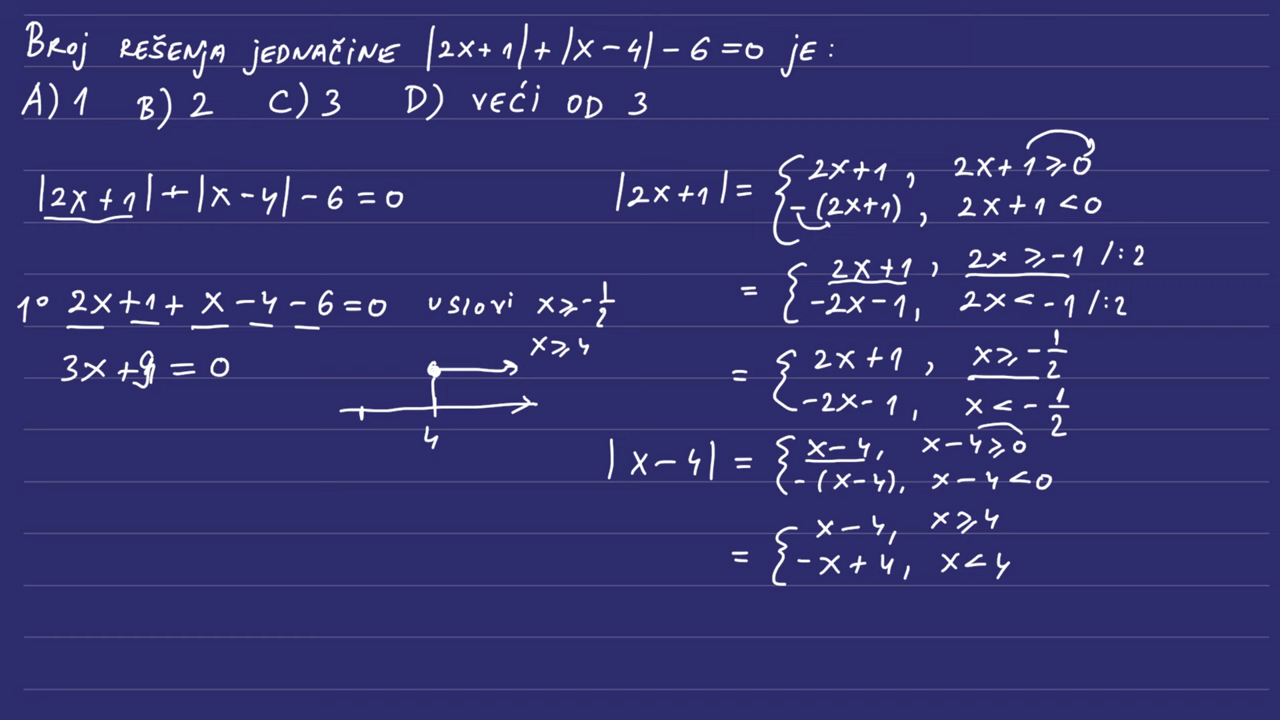 Broj REŠENJA JEDNAČINE |2x+1|+|x-4|-6=0 JE:
A) 1 B) 2 C) 3 D) VEĆI OD 3
|2x+1|+|x-4|-6=0
1° 2x+1+x-4-6=0 uslovi x≥-1/2
x≥4
3x+9=0
4
|2x+1|= { 2x+1, 2x+1≥0
-(2x+1), 2x+1<0
= { 2x+1, 2x≥-1 /:2
-2x-1, 2x<-1 /:2
= { 2x+1, x≥-1/2
-2x-1, x<-1/2
|x-4| = { x-4, x-4≥0
-(x-4), x-4<0
= { x-4, x≥4
-x+4, x<4